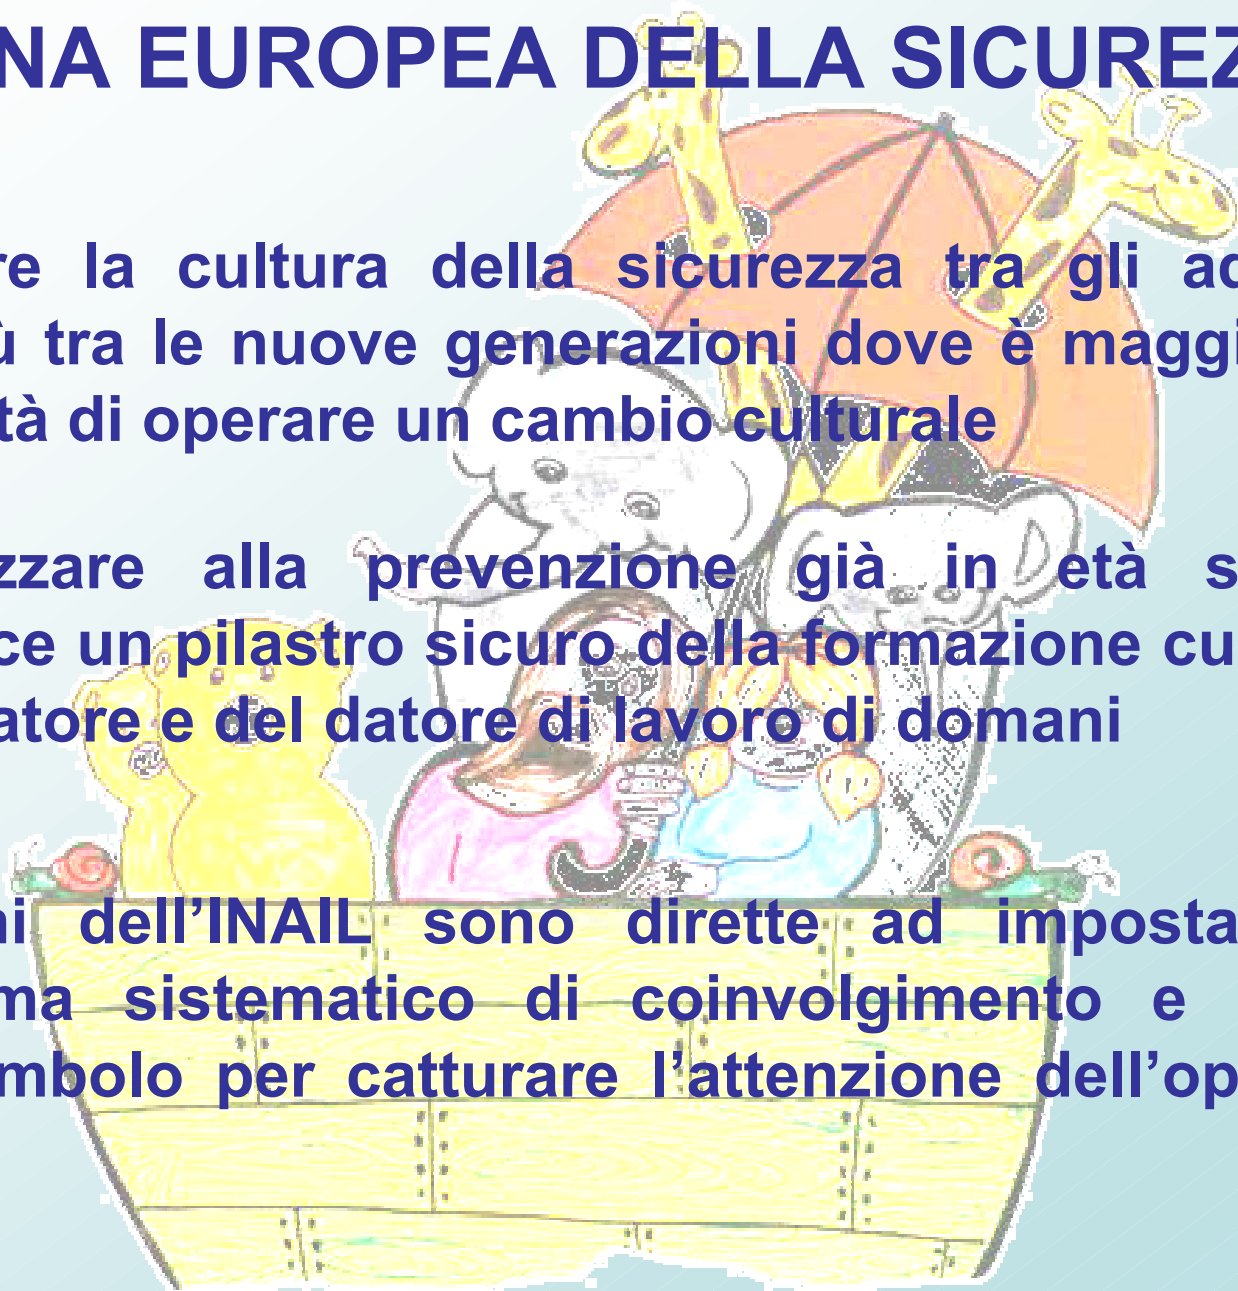 NA EUROPEA DELLA SICUREZ
re la cultura della sicurezza tra gli ad
ù tra le nuove generazioni dove è maggi
tà di operare un cambio culturale
zzare alla prevenzione già in età s
ce un pilastro sicuro della formazione cu
atore e del datore di lavoro di domani
ni dell’INAIL sono dirette ad imposta
ma sistematico di coinvolgimento e
mbolo per catturare l’attenzione dell’op